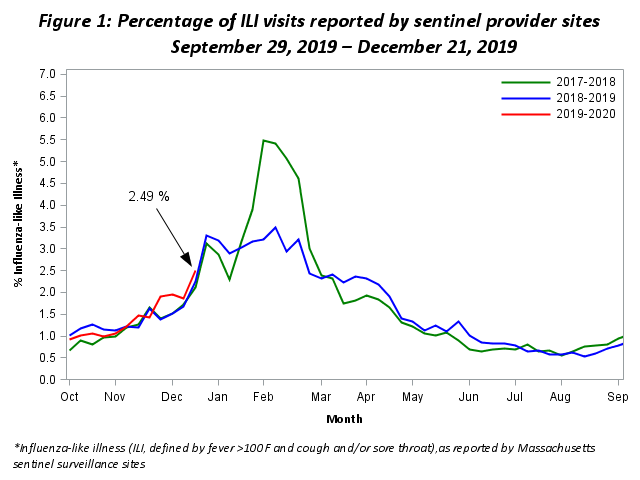 Figure 1: Percentage of ILI visits reported by sentinel provider sites
September 29, 2019 – December 21, 2019
7.0
6.5
6.0
5.5
5.0
4.5
4.0
3.5
3.0
2.5
2.0
1.5
1.0
0.5
0.0
% Influenza-like Illness*
2017-2018
2018-2019
2019-2020
2.49 %
Oct Nov Dec Jan Feb Mar Apr May Jun Jul Aug Sep
Month
*Influenza-like illness (ILI, defined by fever >100F and cough and/or sore throat),as reported by Massachusetts
sentinel surveillance sites